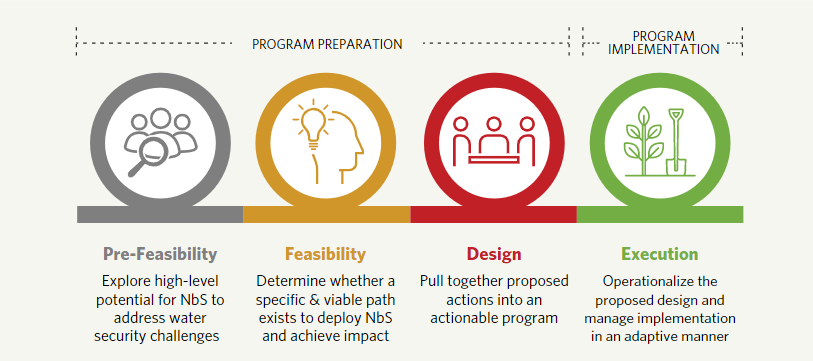 PROGRAM PREPARATION
PROGRAM
IMPLEMENTATION
Pre-Feasibility
Explore high-level
potential for NbS to
address water
security challenges
Feasibility
Determine whether a
specific & viable path
exists to deploy NbS
and achieve impact
Design
Pull together proposed
actions into an
actionable program
Execution
Operationalize the
proposed design and
manage implementation
in an adaptive manner